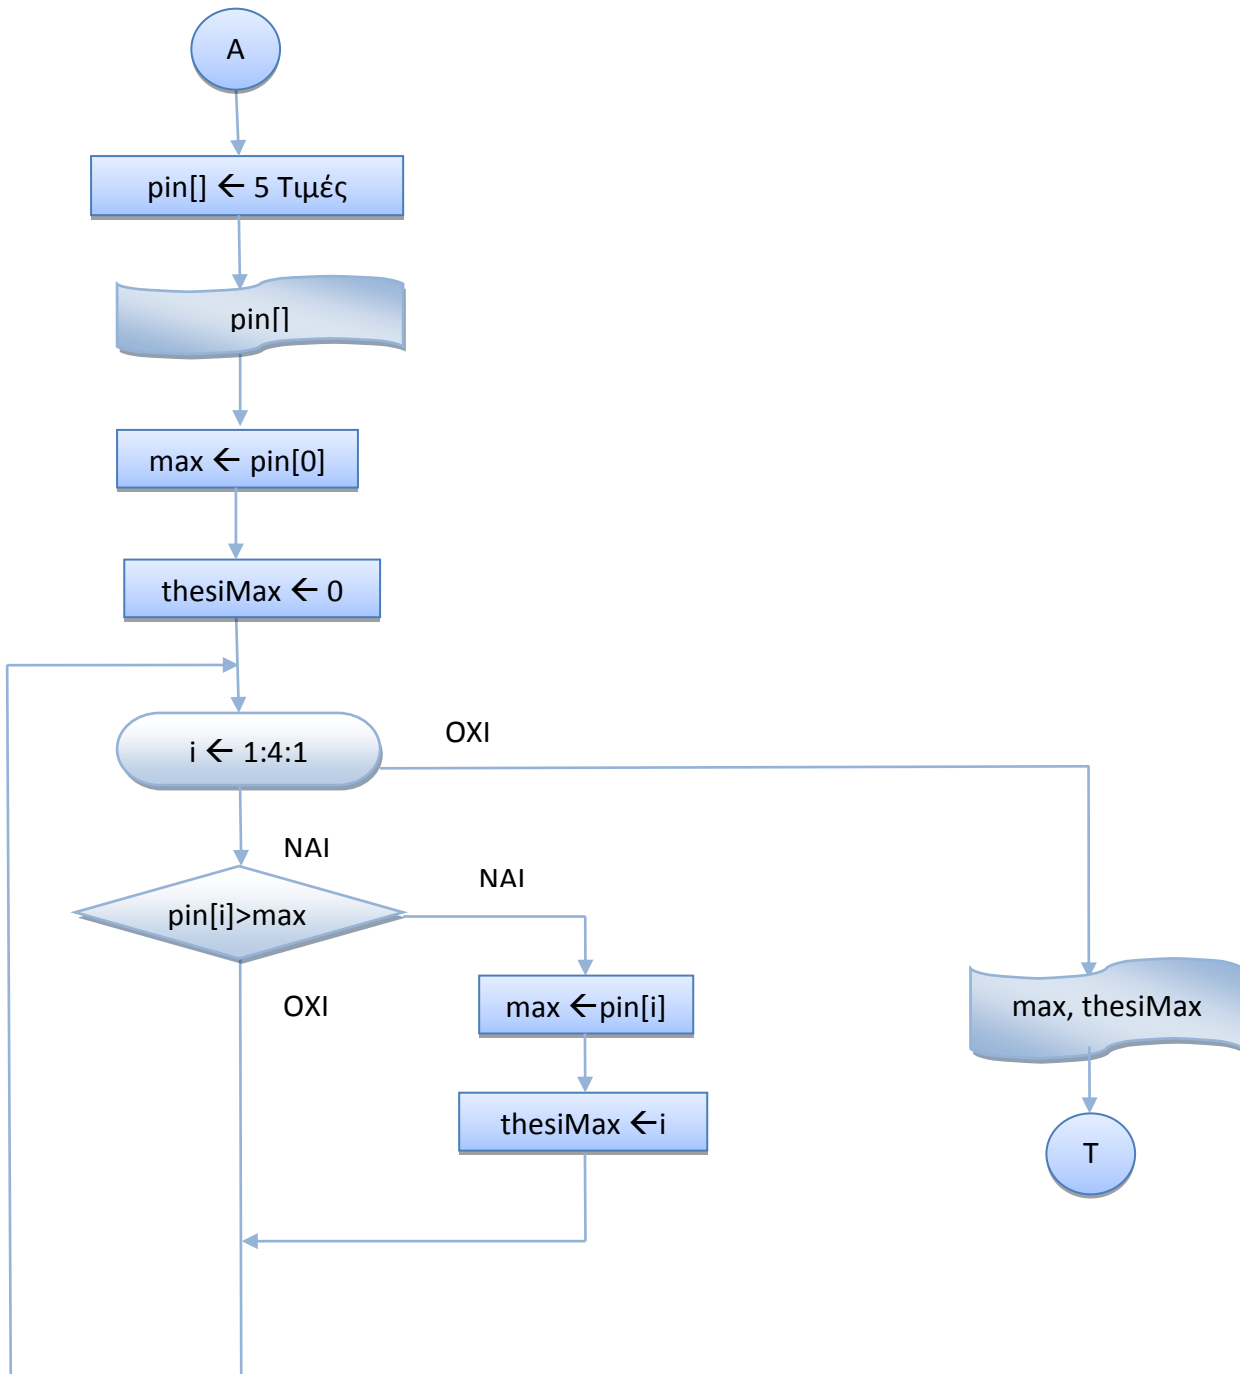 A
pin[] ← 5 Τιμές
pin[]
max ← pin[0]
thesiMax ← 0
i ← 1:4:1
ΟΧΙ
ΝΑΙ
pin[i]>max
ΝΑΙ
ΟΧΙ
max ←pin[i]
thesiMax ←i
max, thesiMax
T